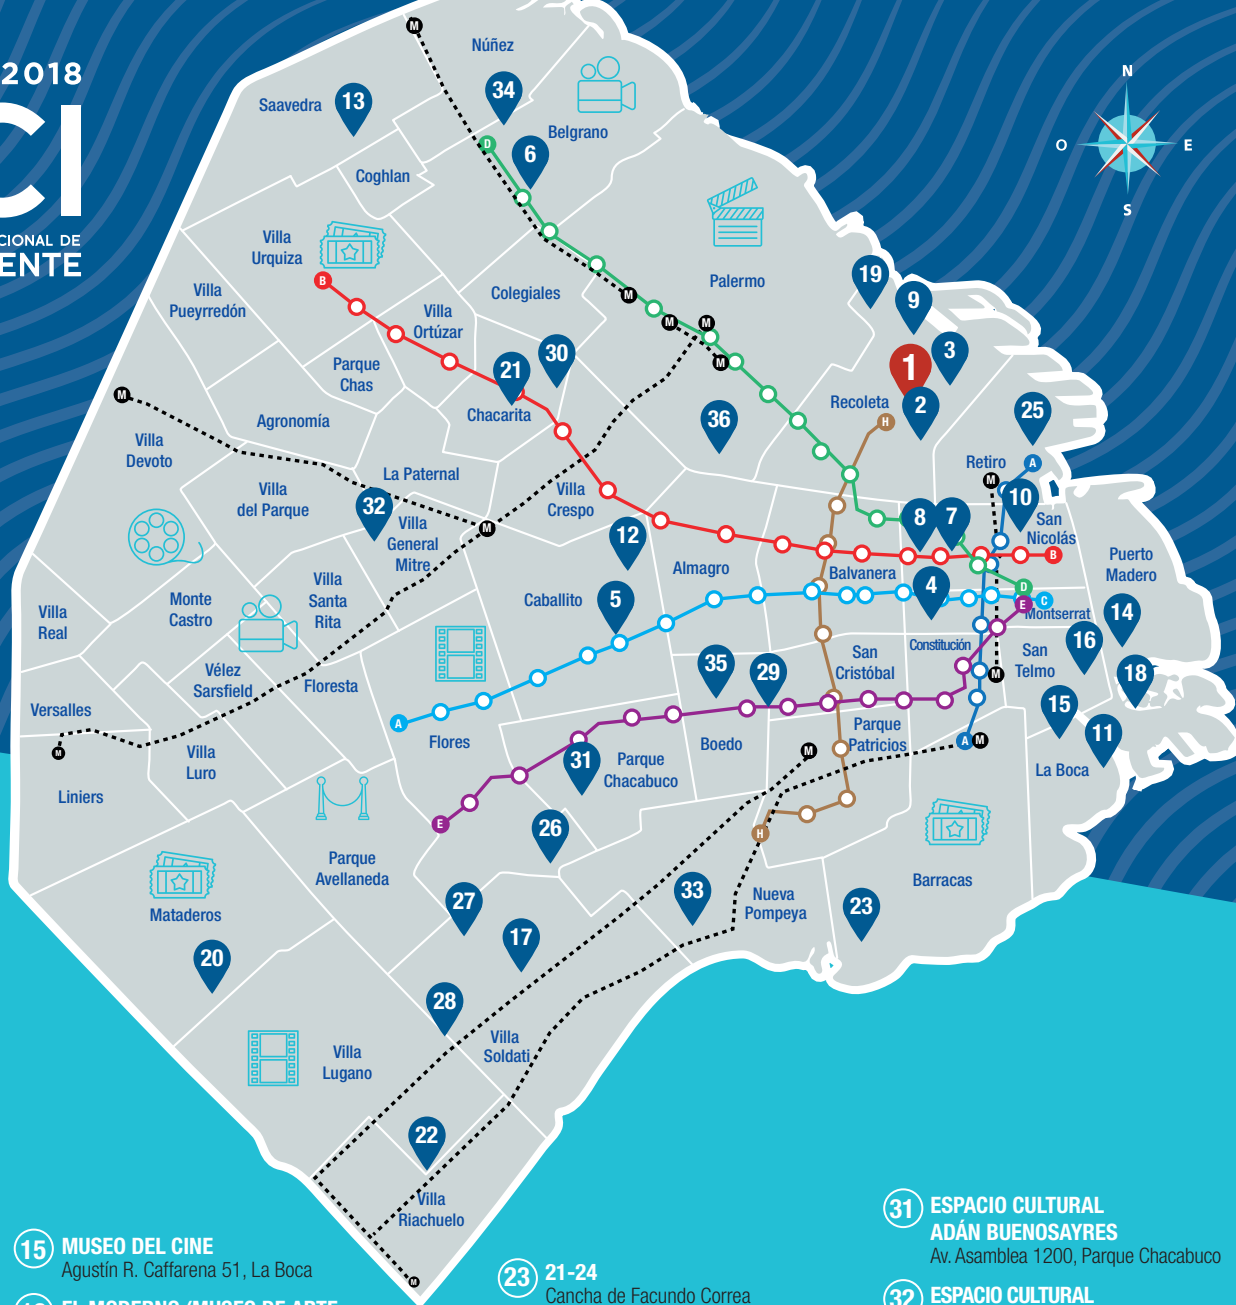 2018
CI
CIONAL DE
ENTE
N
O
E
S
M
Núñez
Saavedra
13
34
Belgrano
D
6
Coghlan
Villa
Urquiza
B
Villa
Pueyrredón
Colegiales
Palermo
19
9
M
M
M
M
Villa
Ortúzar
Parque
Chas
21
30
3
1
2
Recoleta
H
25
M
Agronomía
Chacarita
36
Villa
Devoto
La Paternal
Retiro
A
M
Villa
del Parque
32
Villa
General
Mitre
M
Villa
Crespo
12
8
7
10
San
Nicolás
B
Puerto
Madero
Almagro
Balvanera
4
D
E
C
Montserrat
Villa
Real
Monte
Castro
Villa
Santa
Rita
Caballito
5
14
16
Constitución
San
Telmo
M
San
Cristóbal
Vélez
Sarsfield
Floresta
35
29
18
15
11
Versalles
M
A
Flores
Villa
Luro
Boedo
Parque
Patricios
A
M
M
La Boca
31
Parque
Chacabuco
Liniers
E
26
H
Parque
Avellaneda
Mataderos
27
33
Nueva
Pompeya
23
Barracas
17
20
28
Villa
Soldati
Villa
Lugano
22
Villa
Riachuelo
M
15 MUSEO DEL CINE
Agustín R. Caffarena 51, La Boca
23 21-24
Cancha de Facundo Correa
31 ESPACIO CULTURAL
ADÁN BUENOSAYRES
Av. Asamblea 1200, Parque Chacabuco
32 ESPACIO CULTURAL